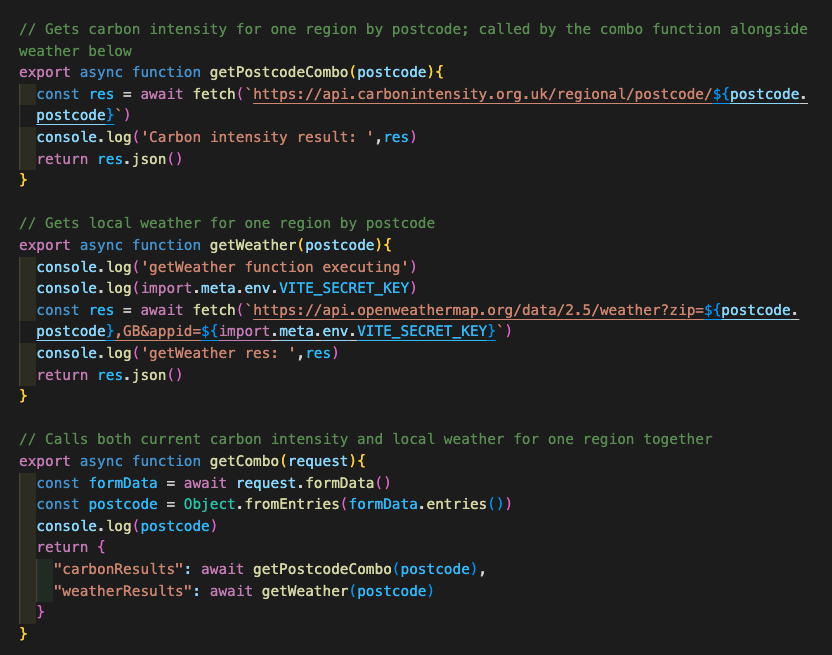 // Gets carbon intensity for one region by postcode; called by the combo function alongside
weather below
export async function getPostcodeCombo(postcode){
  const res = await fetch(`https://api.carbonintensity.org.uk/regional/postcode/${postcode.
  postcode}`)
  console.log('Carbon intensity result: ',res)
  return res.json()
}

// Gets local weather for one region by postcode
export async function getWeather(postcode){
  console.log('getWeather function executing')
  console.log(import.meta.env.VITE_SECRET_KEY)
  const res = await fetch(`https://api.openweathermap.org/data/2.5/weather?zip=${postcode.
  postcode},GB&appid=${import.meta.env.VITE_SECRET_KEY}`)
  console.log('getWeather res: ',res)
  return res.json()
}

// Calls both current carbon intensity and local weather for one region together
export async function getCombo(request){
  const formData = await request.formData()
  const postcode = Object.fromEntries(formData.entries())
  console.log(postcode)
  return {
    "carbonResults": await getPostcodeCombo(postcode),
    "weatherResults": await getWeather(postcode)
  }
}